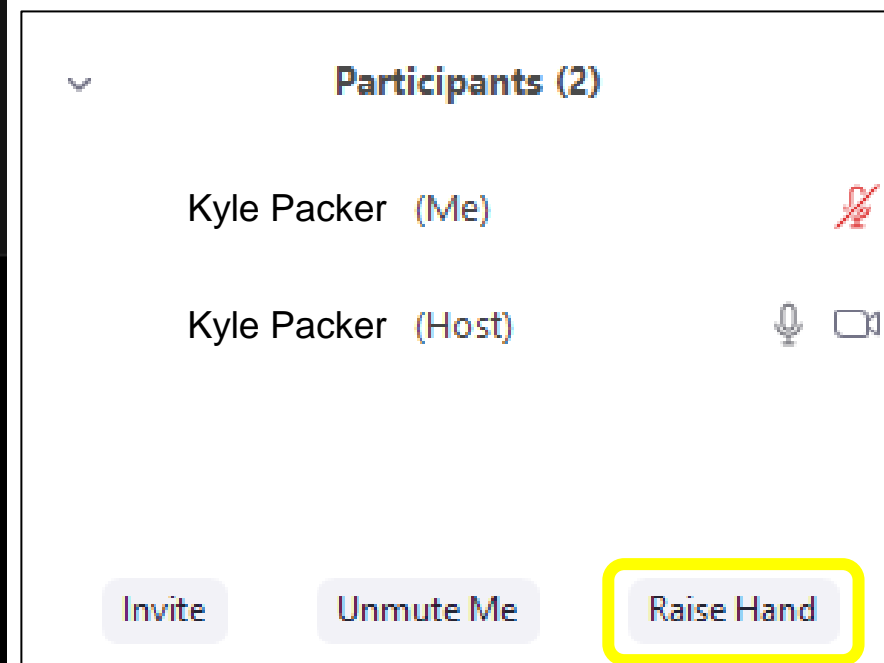 Participants (2)
Kyle Packer (Me)
Kyle Packer (Host)
Invite Unmute Me Raise Hand